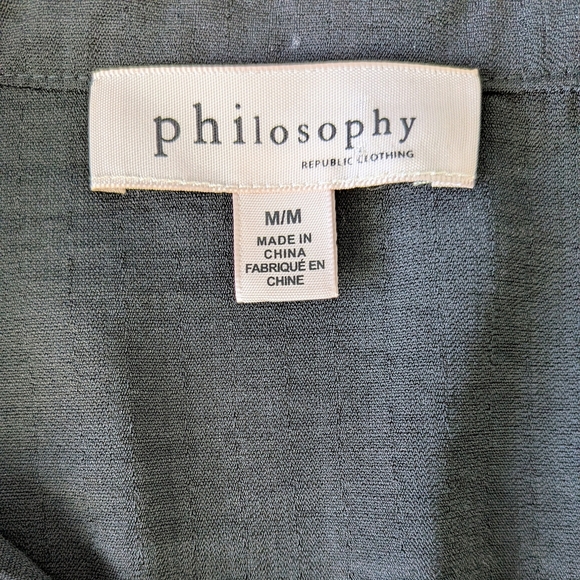 philosophy
REPUBLIC CLOTHING
M/M
MADE IN
CHINA
FABRIQUÉ EN
CHINE